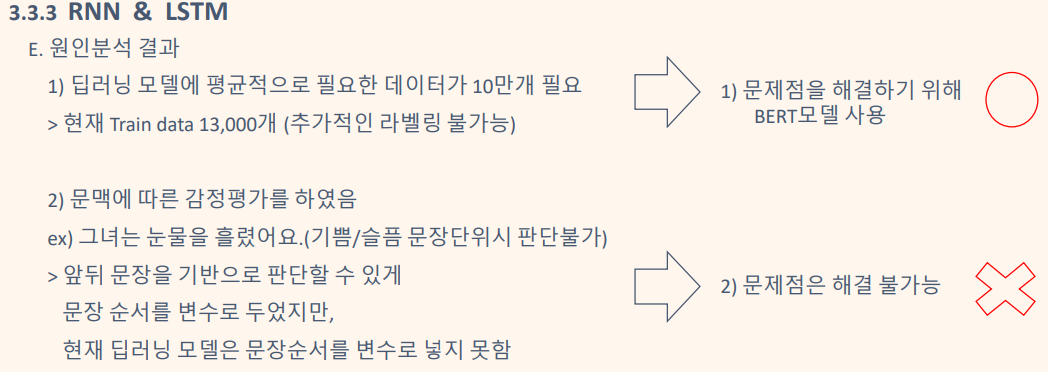 3.3.3 RNN & LSTM
E. 원인분석 결과
1) 딥러닝 모델에 평균적으로 필요한 데이터가 10만개 필요
> 현재 Train data 13,000개 (추가적인 라벨링 불가능)
1) 문제점을 해결하기 위해
BERT모델 사용
2) 문맥에 따른 감정평가를 하였음
ex) 그녀는 눈물을 흘렸어요.(기쁨/슬픔 문장단위시 판단불가)
> 앞뒤 문장을 기반으로 판단할 수 있게
문장 순서를 변수로 두었지만,
현재 딥러닝 모델은 문장순서를 변수로 넣지 못함
2) 문제점은 해결 불가능